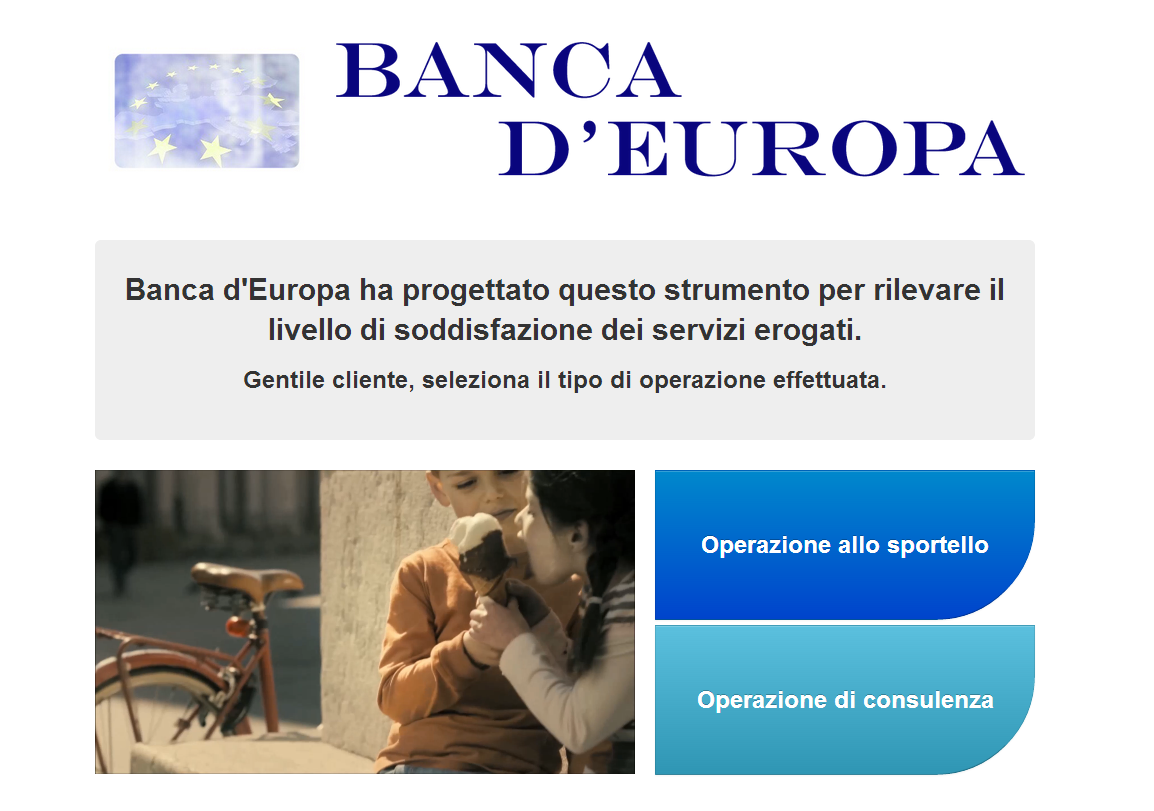 BANCA
D'EUROPA
Banca d'Europa ha progettato questo strumento per rilevare il
livello di soddisfazione dei servizi erogati.
Gentile cliente, seleziona il tipo di operazione effettuata.
Operazione allo sportello
Operazione di consulenza